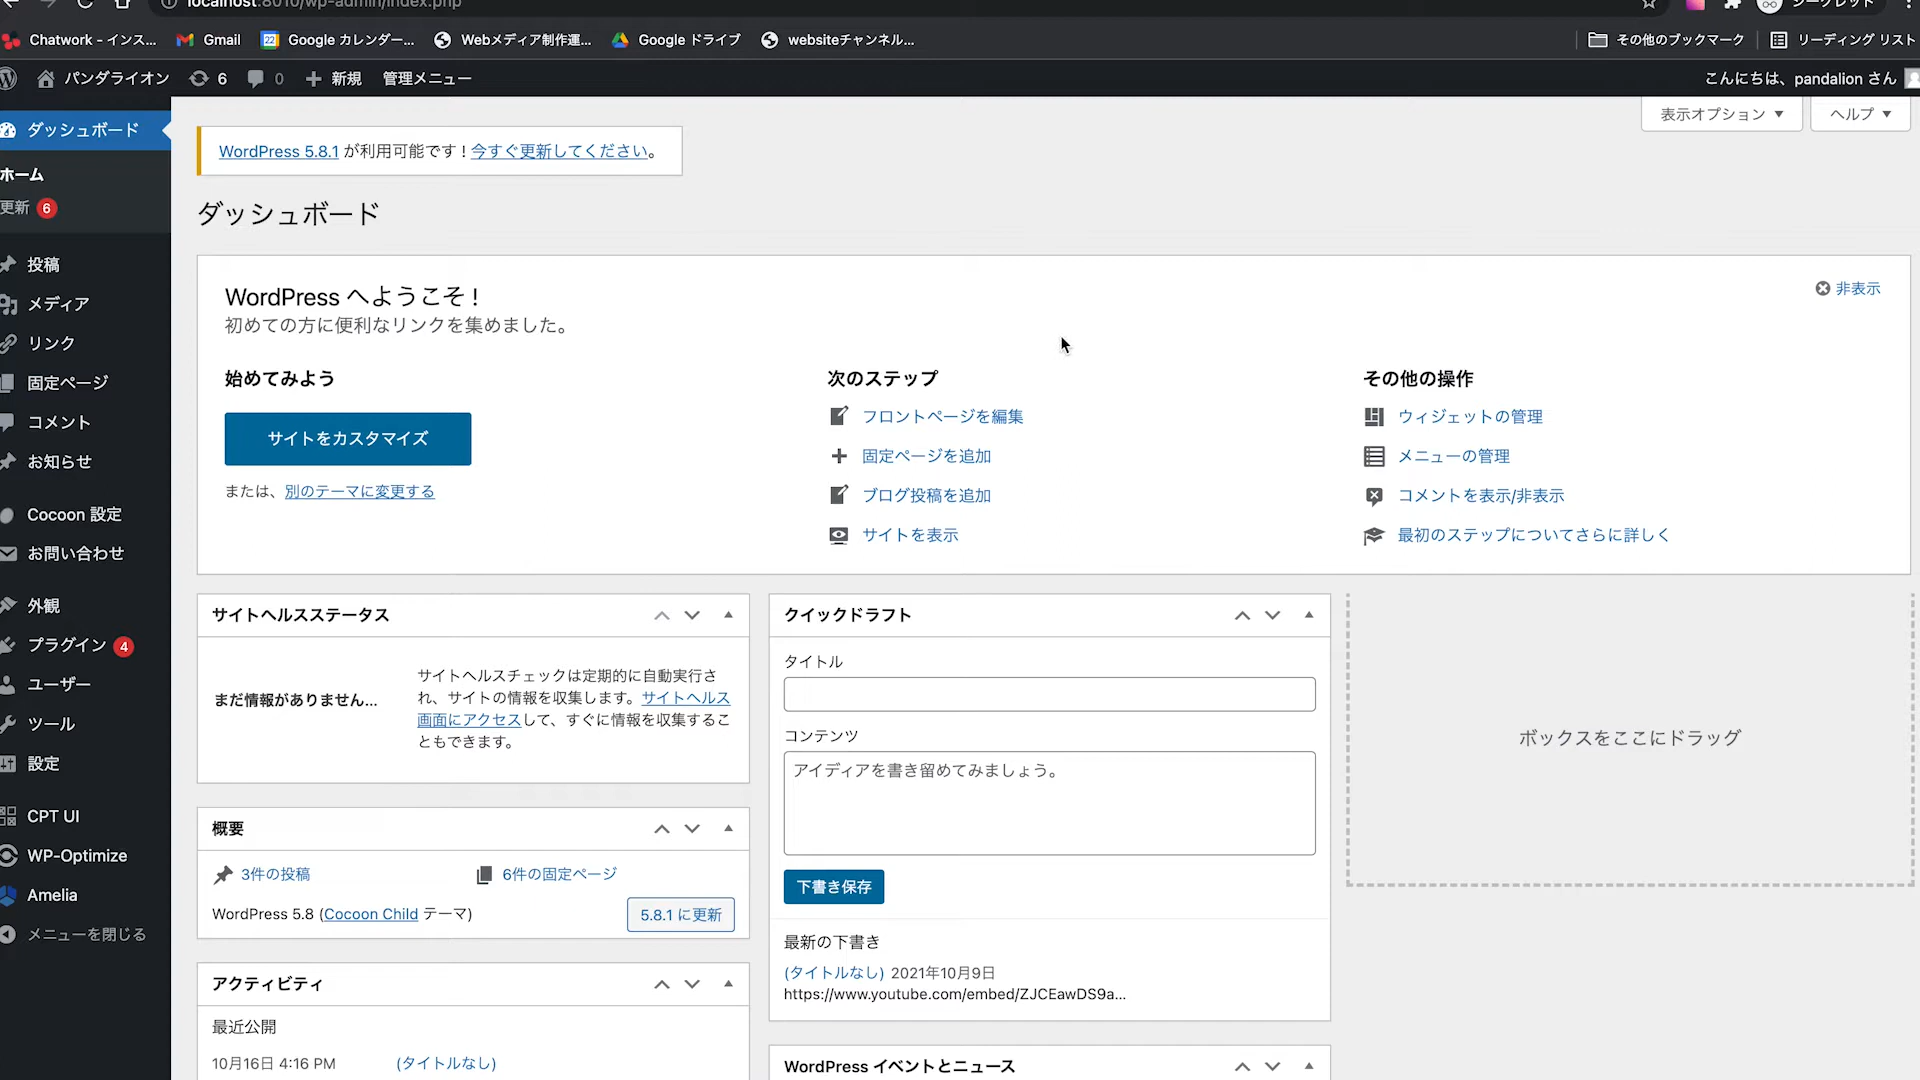 localhost:8010/wp-admin/index.php
シークレット
Chatwork - インス...
Gmail
Google カレンダー...
Webメディア制作運...
Google ドライブ
websiteチャンネル...
その他のブックマーク
リーディング リスト
パンダライオン
6
0
新規
管理メニュー
こんにちは、pandalion さん
ダッシュボード
ホーム
更新 6
投稿
メディア
リンク
固定ページ
コメント
お知らせ
Cocoon 設定
お問い合わせ
外観
プラグイン 4
ユーザー
ツール
設定
CPT UI
WP-Optimize
Amelia
メニューを閉じる
表示オプション
ヘルプ
WordPress 5.8.1 が利用可能です ! 今すぐ更新してください。
ダッシュボード
WordPress へようこそ !
初めての方に便利なリンクを集めました。
非表示
始めてみよう
サイトをカスタマイズ
または、別のテーマに変更する
次のステップ
フロントページを編集
固定ページを追加
ブログ投稿を追加
サイトを表示
その他の操作
ウィジェットの管理
メニューの管理
コメントを表示/非表示
最初のステップについてさらに詳しく
サイトヘルスステータス
まだ情報がありません...
サイトヘルスチェックは定期的に自動実行さ
れ、サイトの情報を収集します。サイトヘルス
画面にアクセスして、すぐに情報を収集するこ
ともできます。
概要
3件の投稿
6件の固定ページ
WordPress 5.8 (Cocoon Child テーマ)
5.8.1 に更新
アクティビティ
最近公開
10月16日 4:16 PM
(タイトルなし)
クイックドラフト
タイトル
コンテンツ
アイディアを書き留めてみましょう。
下書き保存
最新の下書き
(タイトルなし) 2021年10月9日
https://www.youtube.com/embed/ZJCEawDS9a...
WordPress イベントとニュース
ボックスをここにドラッグ